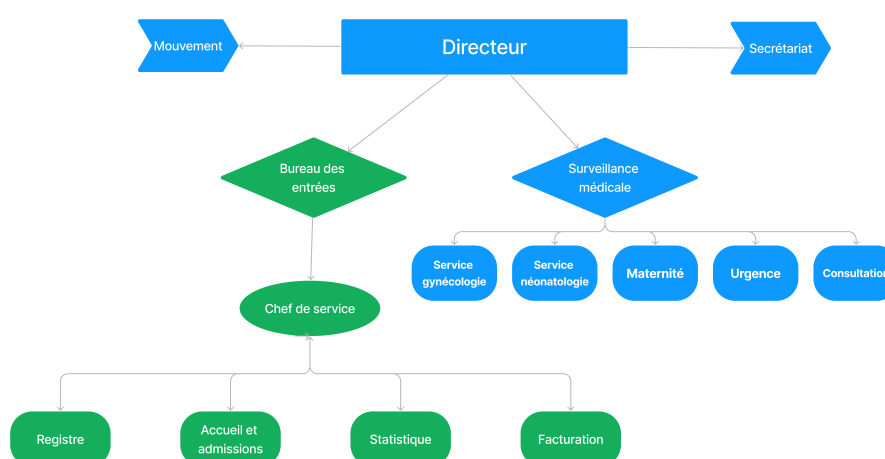 Mouvement
Directeur
Secrétariat
Bureau des
entrées
Surveillance
médicale
Service
gynécologie
Service
néonatologie
Maternité
Urgence
Consultation
Chef de service
Registre
Accueil et
admissions
Statistique
Facturation